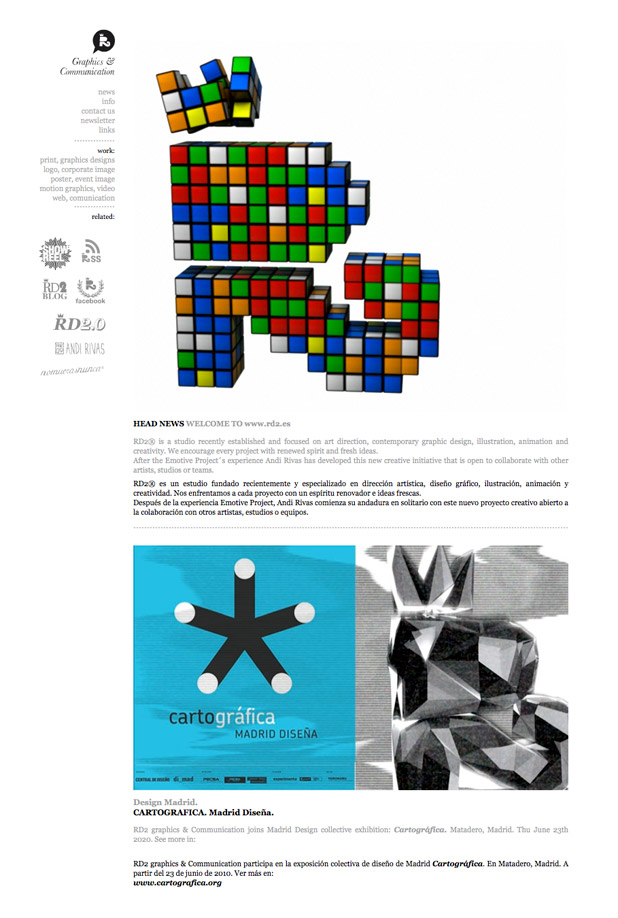 Graphics &
Communication
news
info
contact us
newsletter
links
work:
print, graphics designs
logo, corporate image
poster, event image
motion graphics, video
web, comunication
related:
SHOW
REEL
RSS
RD2
BLOG
facebook
RD2.0
ANDI RIVAS
nomuera.nunca
HEAD NEWS WELCOME TO www.rd2.es
RD2® is a studio recently established and focused on art direction, contemporary graphic design, illustration, animation and
creativity. We encourage every project with renewed spirit and fresh ideas.
After the Emotive Project´s experience Andi Rivas has developed this new creative initiative that is open to collaborate with other
artists, studios or teams.
RD2® es un estudio fundado recientemente y especializado en dirección artística, diseño gráfico, ilustración, animación y
creatividad. Nos enfrentamos a cada proyecto con un espíritu renovador e ideas frescas.
Después de la experiencia Emotive Project, Andi Rivas comienza su andadura en solitario con este nuevo proyecto creativo abierto a
la colaboración con otros artistas, estudios o equipos.
cartográfica
MADRID DISEÑA
CENTRAL DE DISEÑO di_mad
Design Madrid.
CARTOGRAFICA. Madrid Diseña.
RD2 graphics & Communication joins Madrid Design collective exhibition: Cartográfica. Matadero, Madrid. Thu June 23th
2020. See more in:
RD2 graphics & Communication participa en la exposición colectiva de diseño de Madrid Cartográfica. En Matadero, Madrid. A
partir del 23 de junio de 2010. Ver más en:
www.cartografica.org